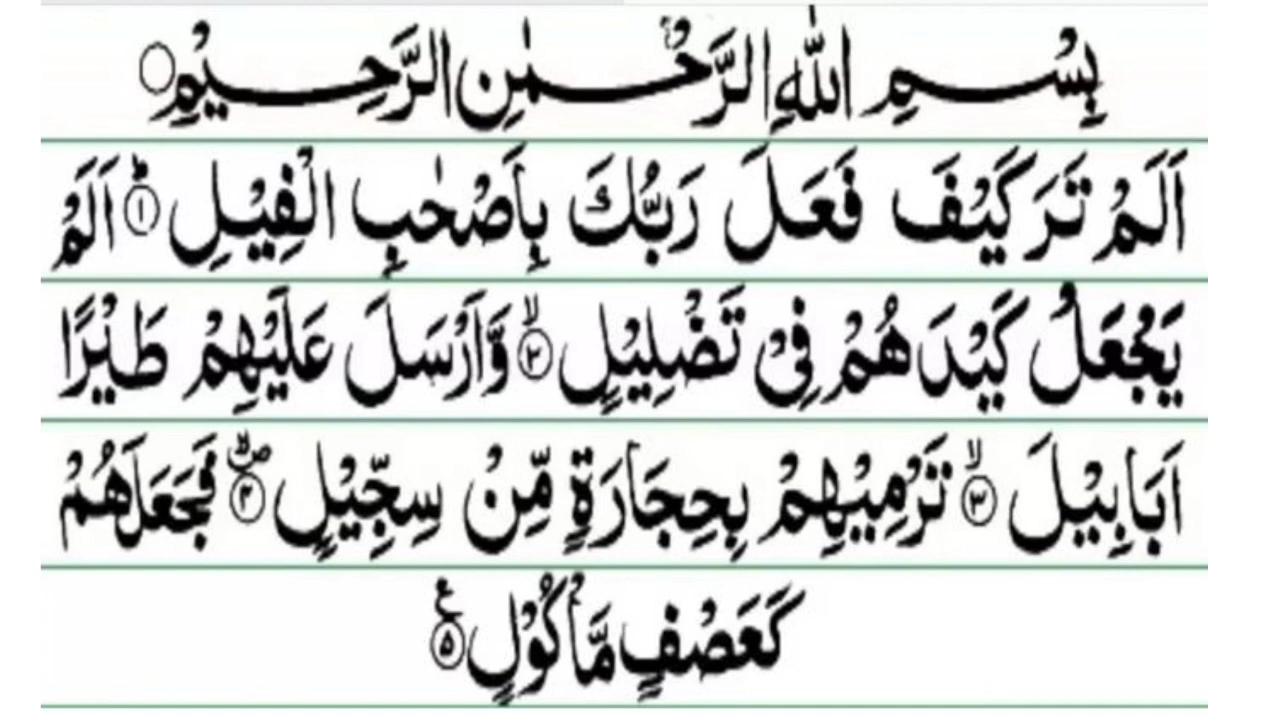 بِسْمِ اللّٰهِ الرَّحْمٰنِ الرَّحِيْمِ ۝
اَلَمْ تَرَ كَيْفَ فَعَلَ رَبُّكَ بِاَصْحٰبِ الْفِيْلِ ؕ۝۱ اَلَمْ
يَجْعَلْ كَيْدَهُمْ فِيْ تَضْلِيْلٍ ۙ۝۲ وَّاَرْسَلَ عَلَيْهِمْ طَيْرًا
اَبَابِيْلَ ۙ۝۳ تَرْمِيْهِمْ بِحِجَارَةٍ مِّنْ سِجِّيْلٍ ۪ۙ۝۴ فَجَعَلَهُمْ
كَعَصْفٍ مَّاْكُوْلٍ ۝۵ ع